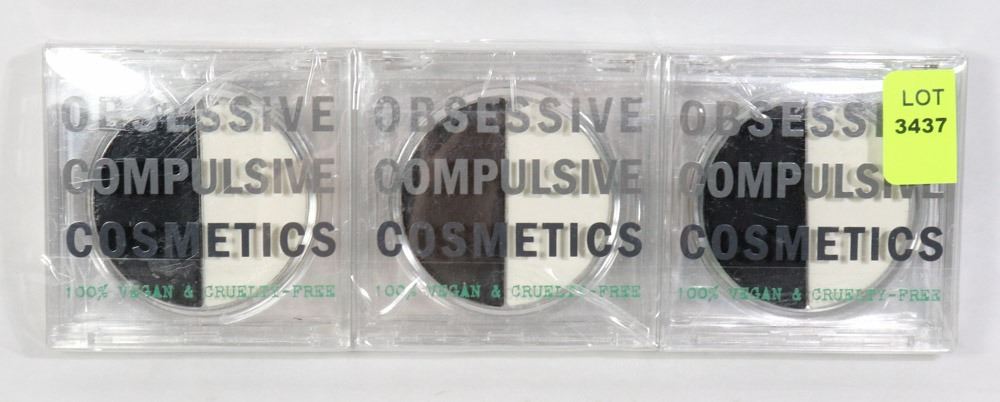 OBSESSIVE
COMPULSIVE
COSMETICS
100% VEGAN & CRUELTY-FREE
OBSESSIVE
COMPULSIVE
COSMETICS
100% VEGAN & CRUELTY-FREE
OBSESSI
COMPULSIVE
COSMETICS
100% VEGAN & CRUELTY-FREE
LOT
3437